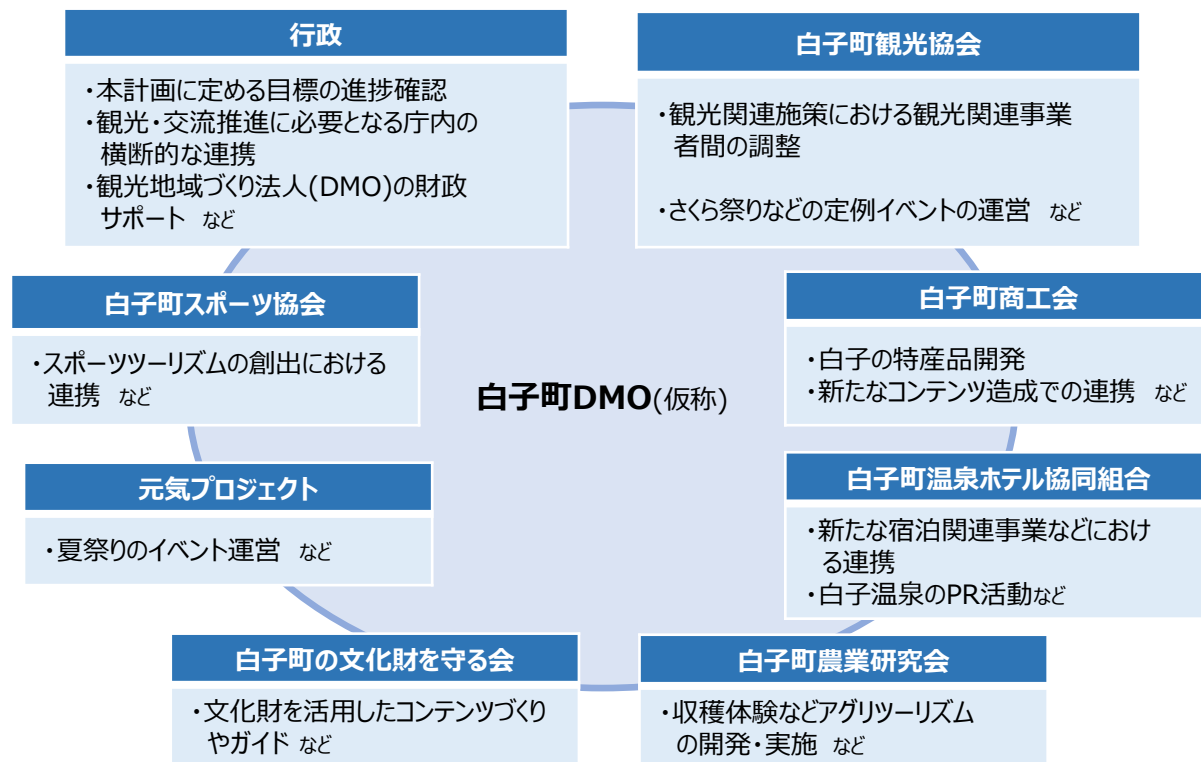 行政
・本計画に定める目標の進捗確認
・観光・交流推進に必要となる庁内の
横断的な連携
・観光地域づくり法人(DMO)の財政
サポート など
白子町観光協会
・観光関連施策における観光関連事業
者間の調整
・さくら祭りなどの定例イベントの運営 など
白子町スポーツ協会
・スポーツツーリズムの創出における
連携 など
白子町商工会
・白子の特産品開発
・新たなコンテンツ造成での連携 など
白子町DMO(仮称)
元気プロジェクト
・夏祭りのイベント運営 など
白子町温泉ホテル協同組合
・新たな宿泊関連事業などにおけ
る連携
・白子温泉のPR活動など
白子町の文化財を守る会
・文化財を活用したコンテンツづくり
やガイド など
白子町農業研究会
・収穫体験などアグリツーリズム
の開発・実施 など